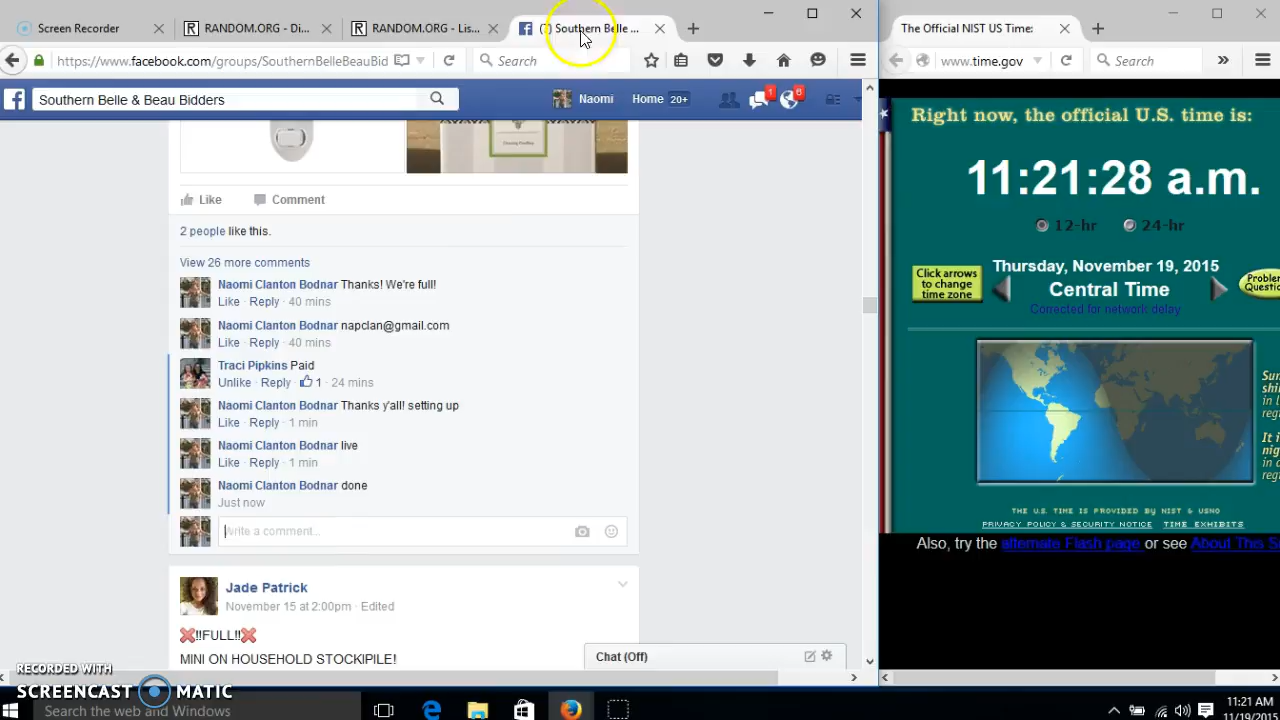 Screen Recorder
RANDOM.ORG - Di...
RANDOM.ORG - Lis...
Southern Belle ...
The Official NIST US Time:
https://www.facebook.com/groups/SouthernBelleBeauBid
Search
www.time.gov
Search
Southern Belle & Beau Bidders
Naomi
Home 20+
1
6
Like
Comment
2 people like this.
View 26 more comments
Naomi Clanton Bodnar Thanks! We're full!
Like · Reply · 40 mins
Naomi Clanton Bodnar napclan@gmail.com
Like · Reply · 40 mins
Traci Pipkins Paid
Unlike · Reply · 1 · 24 mins
Naomi Clanton Bodnar Thanks y'all! setting up
Like · Reply · 1 min
Naomi Clanton Bodnar live
Like · Reply · 1 min
Naomi Clanton Bodnar done
Just now
Write a comment...
Jade Patrick
November 15 at 2:00pm · Edited
❌!!FULL!!❌
MINI ON HOUSEHOLD STOCKIPILE!
Chat (Off)
Right now, the official U.S. time is:
11:21:28 a.m.
12-hr
24-hr
Click arrows
to change
time zone
Thursday, November 19, 2015
Central Time
Corrected for network delay
Problem
Questio
THE U.S. TIME IS PROVIDED BY NIST & USNO
PRIVACY POLICY & SECURITY NOTICE TIME EXHIBITS
Also, try the alternate Flash page or see About This S
RECORDED WITH
SCREENCAST MATIC
Search the web and Windows
11:21 AM
11/19/2015